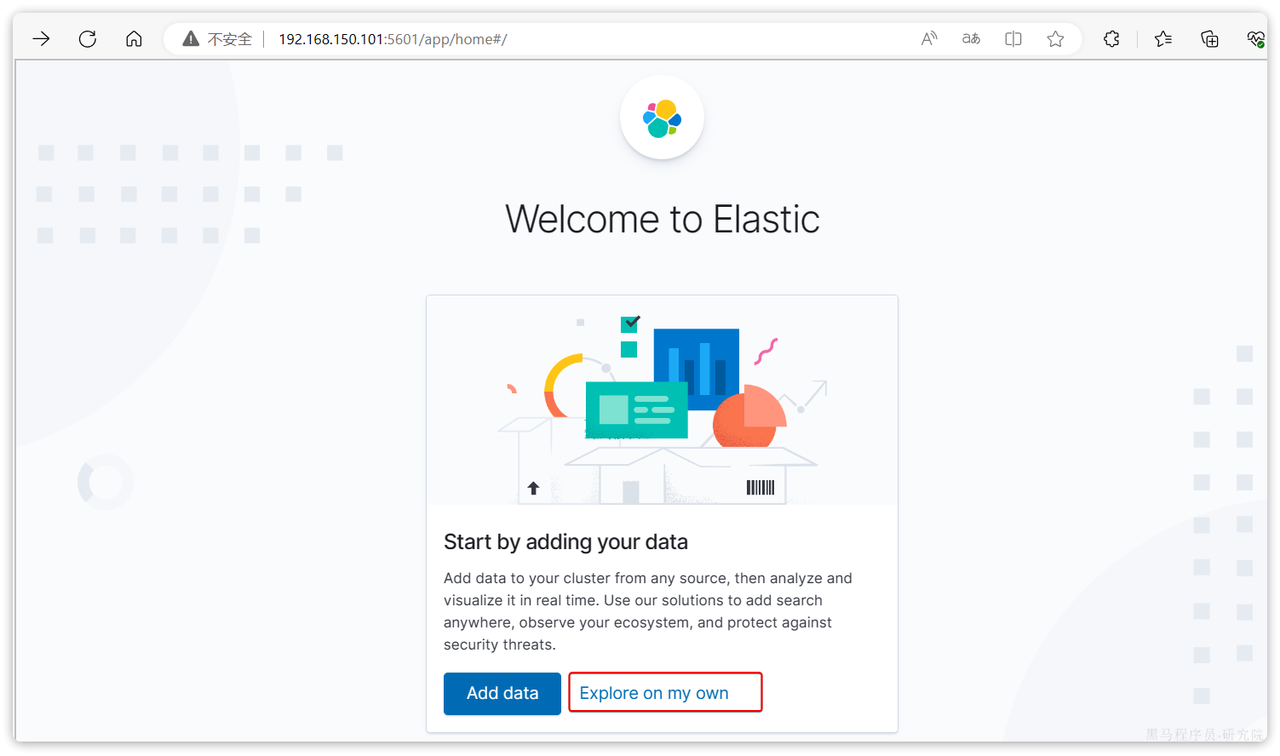 不安全 192.168.150.101:5601/app/home#/
Welcome to Elastic
Start by adding your data
Add data to your cluster from any source, then analyze and
visualize it in real time. Use our solutions to add search
anywhere, observe your ecosystem, and protect against
security threats.
Add data Explore on my own
黑马程序员-研究院